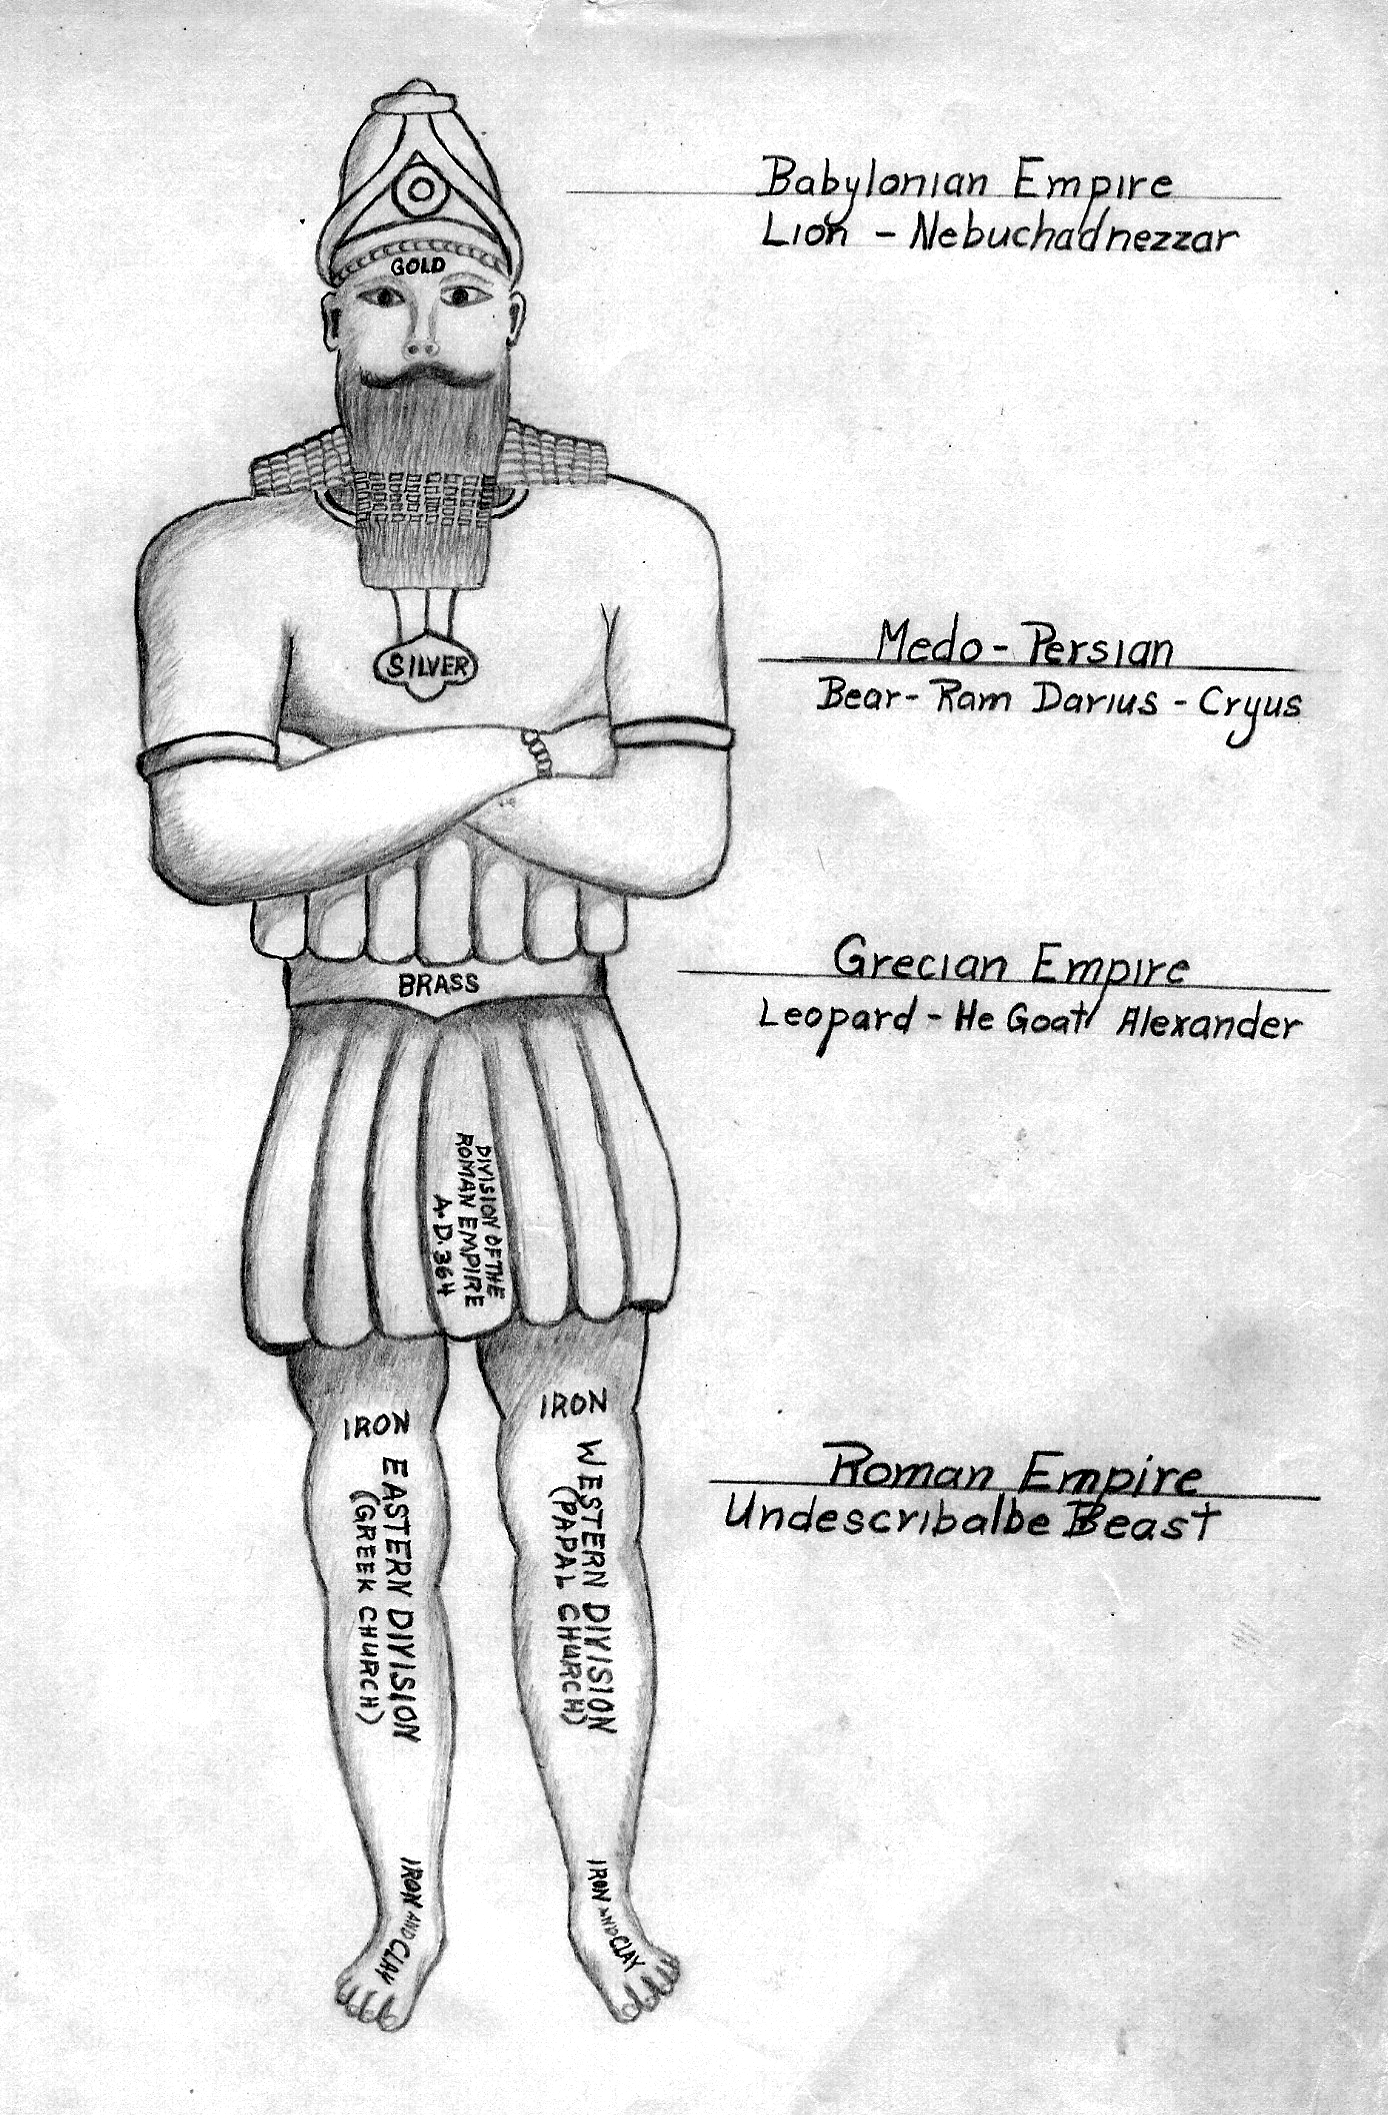 Babylonian Empire
Lion - Nebuchadnezzar
GOLD
SILVER
Medo - Persian
Bear - Ram Darius - Cryus
BRASS
Grecian Empire
Leopard - He Goat Alexander
DIVISION OF THE
ROMAN EMPIRE
A.D. 364
IRON
IRON
EASTERN DIVISION
(GREEK CHURCH)
WESTERN DIVISION
(PAPAL CHURCH)
Roman Empire
Undescribalbe Beast
IRON AND CLAY
IRON AND CLAY